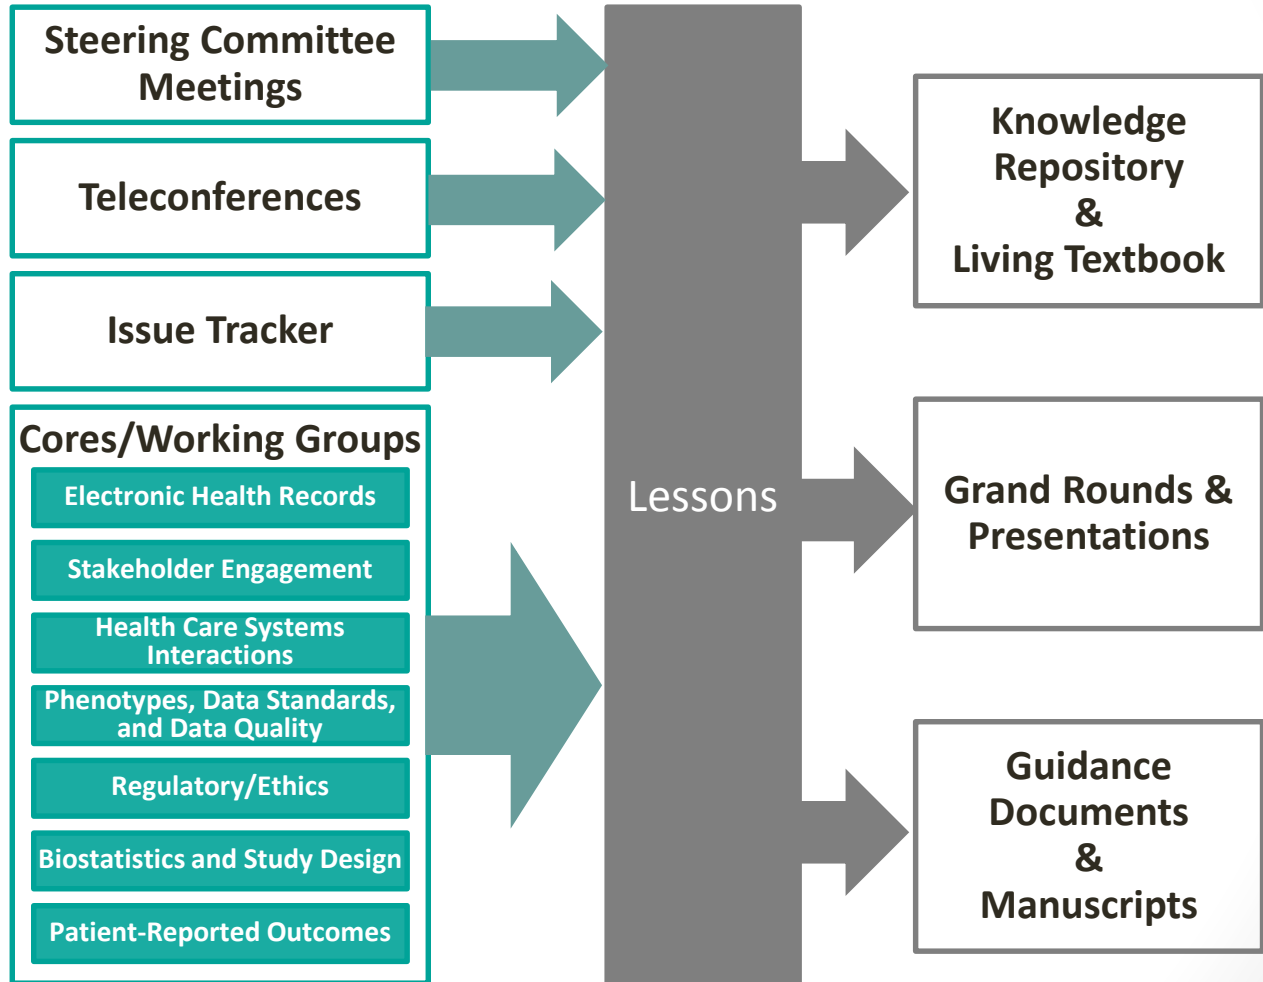 Steering Committee
Meetings
Teleconferences
Issue Tracker
Cores/Working Groups
Electronic Health Records
Stakeholder Engagement
Health Care Systems
Interactions
Phenotypes, Data Standards,
and Data Quality
Regulatory/Ethics
Biostatistics and Study Design
Patient-Reported Outcomes
Lessons
Knowledge
Repository
&
Living Textbook
Grand Rounds &
Presentations
Guidance
Documents
&
Manuscripts